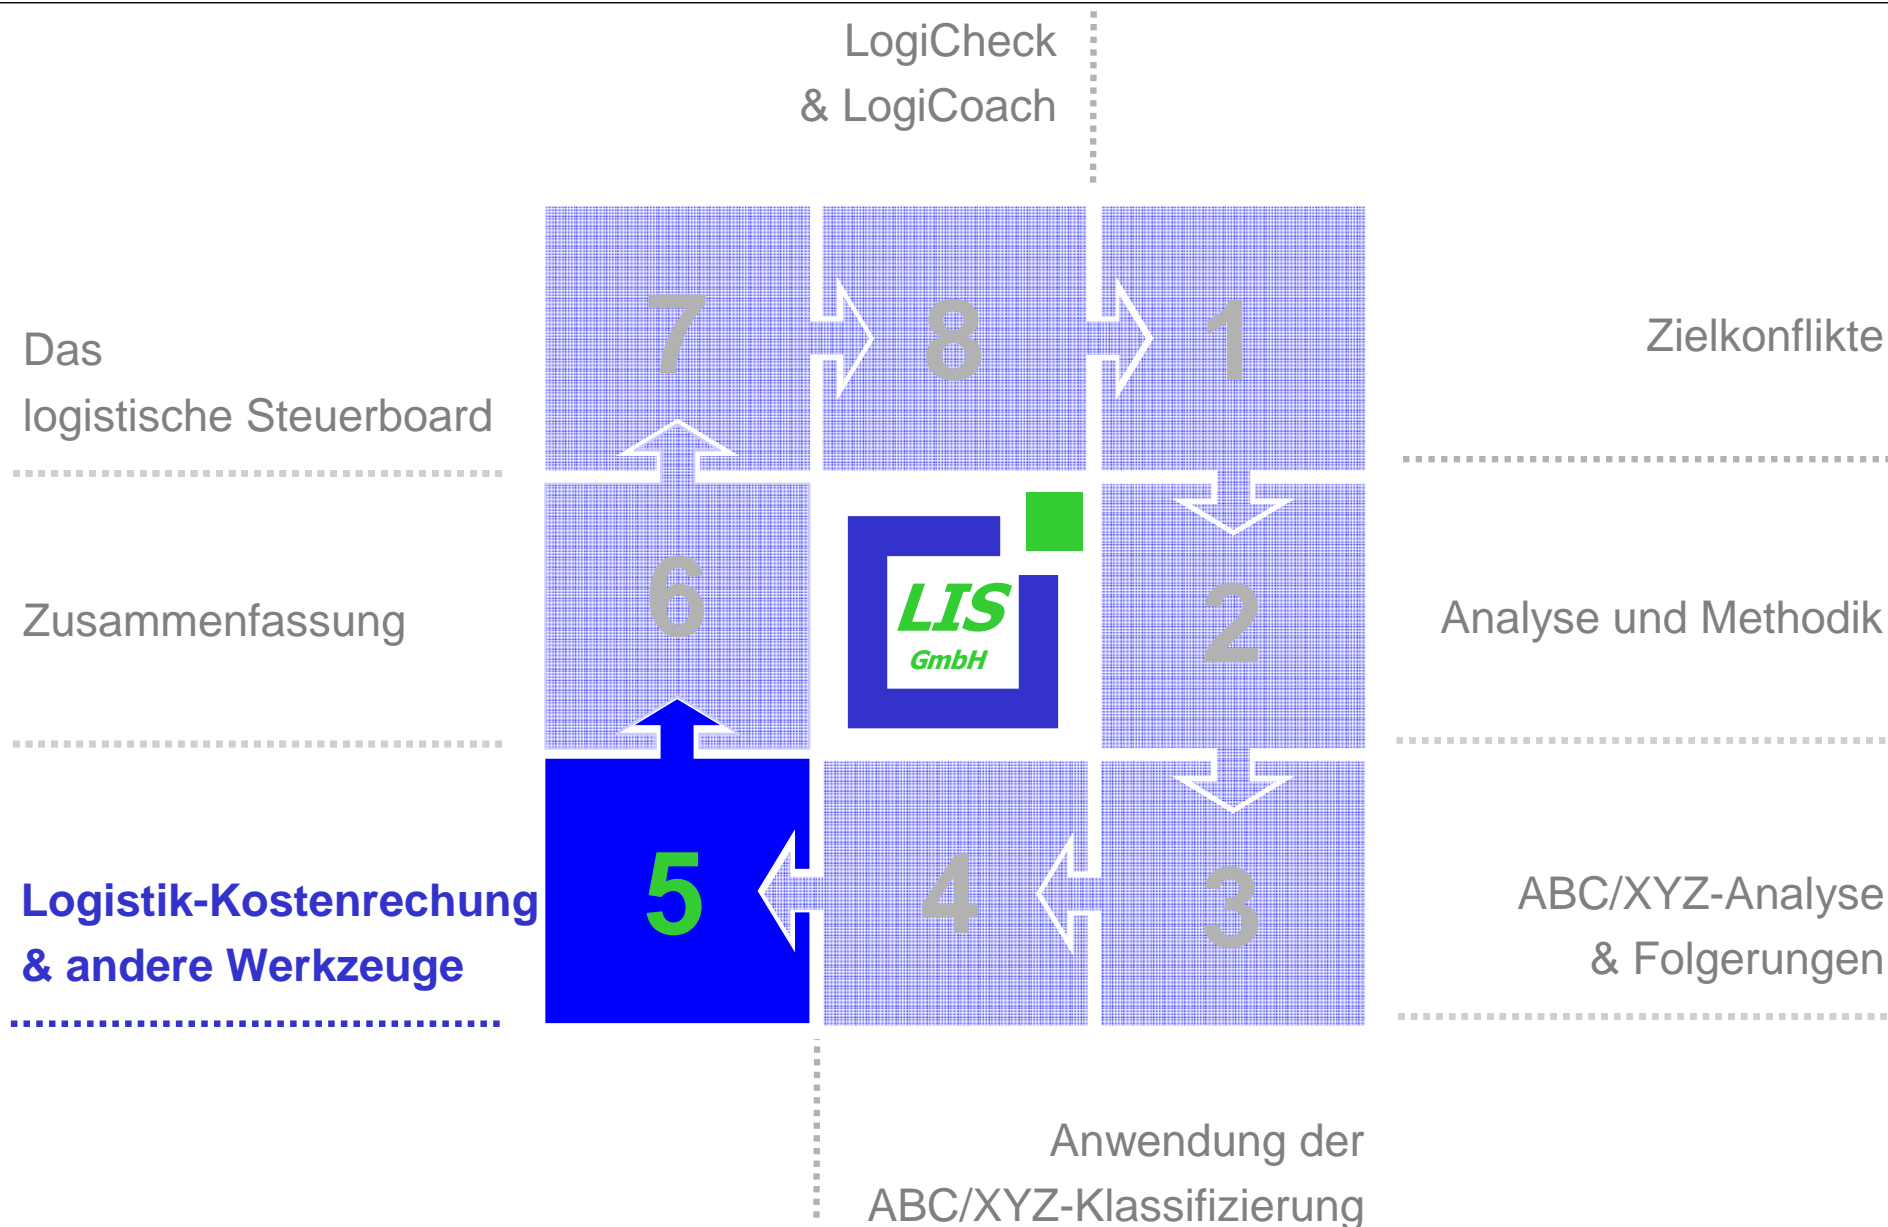 LogiCheck
& LogiCoach
7
8
1
Das
logistische Steuerboard
Zielkonflikte
6
LIS
GmbH
2
Zusammenfassung
Analyse und Methodik
5
4
3
Logistik-Kostenrechung
& andere Werkzeuge
ABC/XYZ-Analyse
& Folgerungen
Anwendung der
ABC/XYZ-Klassifizierung